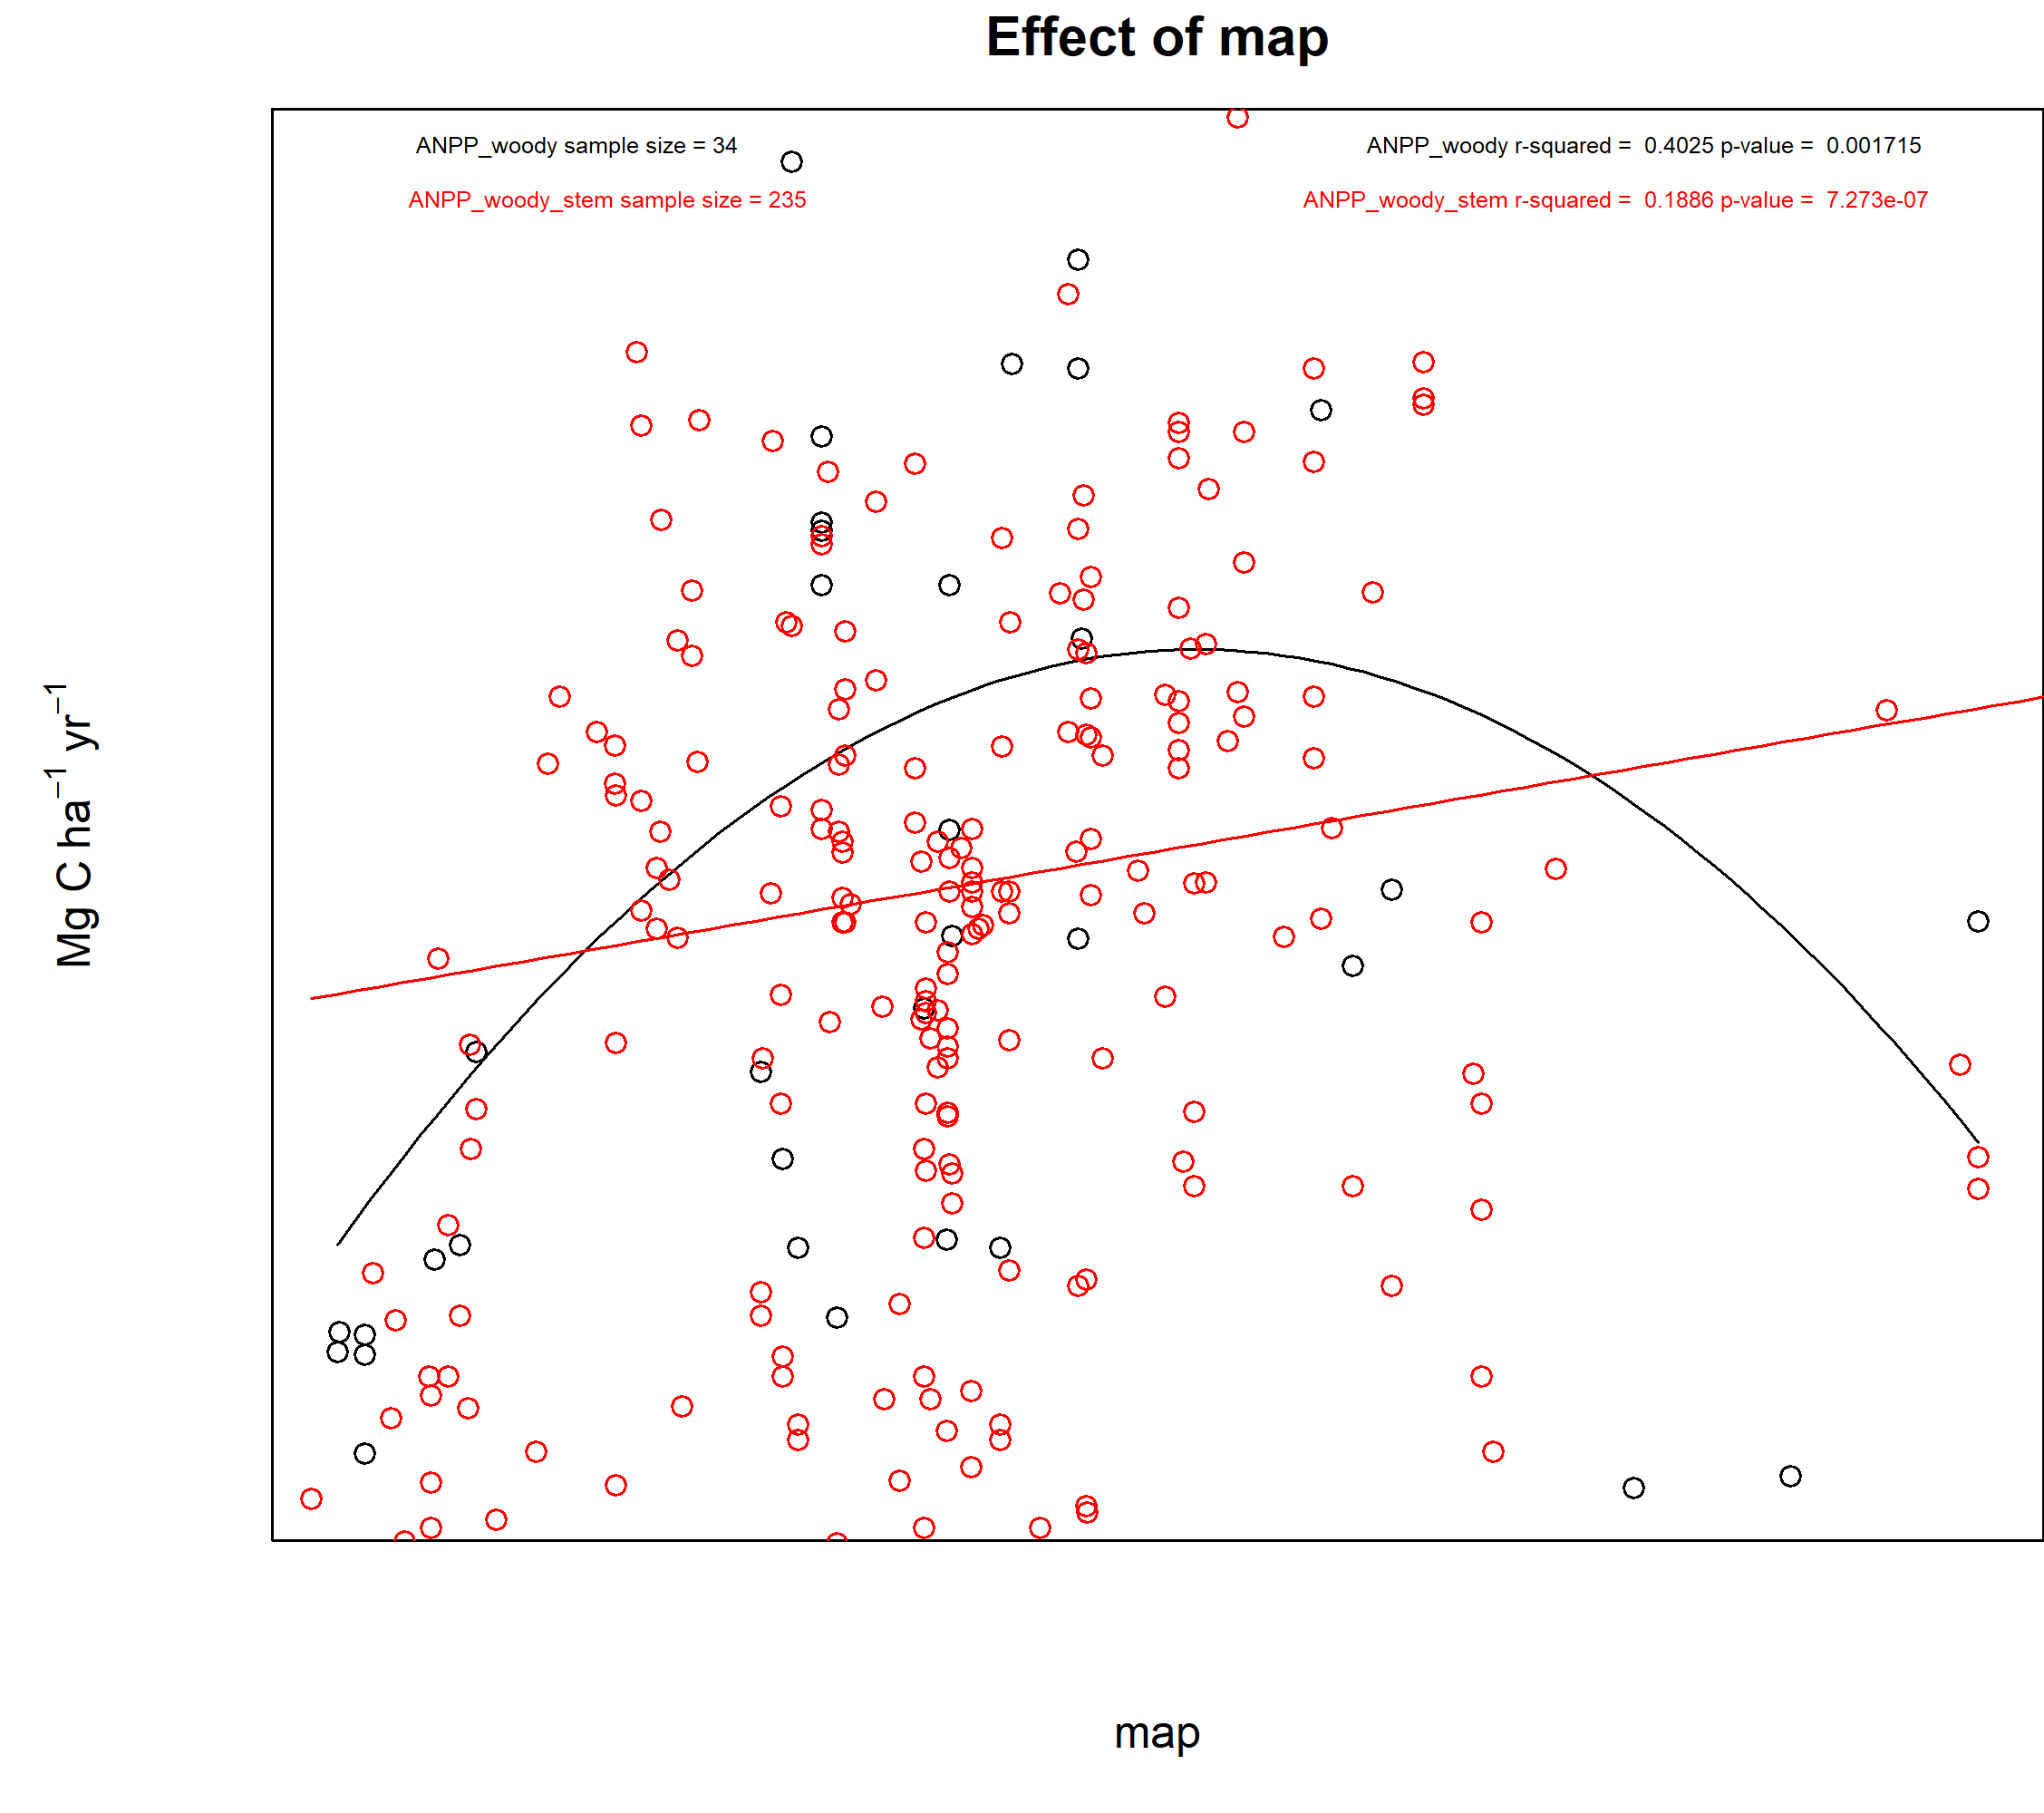 Effect of map
ANPP_woody sample size = 34
ANPP_woody r-squared = 0.4025 p-value = 0.001715
ANPP_woody_stem sample size = 235
ANPP_woody_stem r-squared = 0.1886 p-value = 7.273e-07
Mg C ha⁻¹ yr⁻¹
map